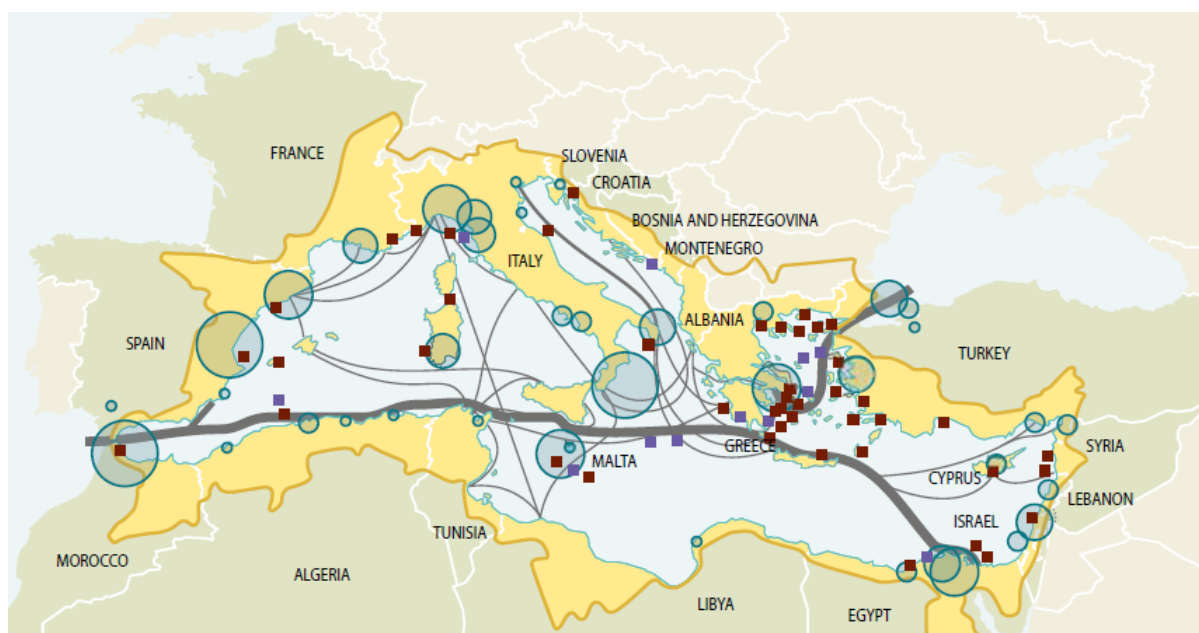 FRANCE
SLOVENIA
CROATIA
BOSNIA AND HERZEGOVINA
MONTENEGRO
ITALY
ALBANIA
SPAIN
TURKEY
GREECE
SYRIA
MALTA
CYPRUS
LEBANON
ISRAEL
TUNISIA
MOROCCO
ALGERIA
LIBYA
EGYPT